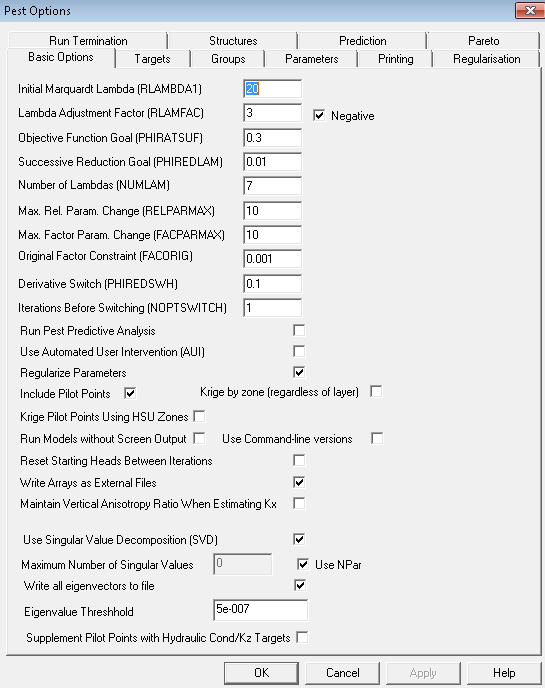 Pest Options
Run Termination Structures Prediction Pareto
Basic Options Targets Groups Parameters Printing Regularisation
Initial Marquardt Lambda (RLAMBDA1) 20
Lambda Adjustment Factor (RLAMFAC) 3 Negative
Objective Function Goal (PHIRATSUF) 0.3
Successive Reduction Goal (PHIREDLAM) 0.01
Number of Lambdas (NUMLAM) 7
Max. Rel. Param. Change (RELPARMAX) 10
Max. Factor Param. Change (FACPARMAX) 10
Original Factor Constraint (FACORIG) 0.001
Derivative Switch (PHIREDSWH) 0.1
Iterations Before Switching (NOPTSWITCH) 1
Run Pest Predictive Analysis
Use Automated User Intervention (AUI)
Regularize Parameters
Include Pilot Points Krige by zone (regardless of layer)
Krige Pilot Points Using HSU Zones
Run Models without Screen Output Use Command-line versions
Reset Starting Heads Between Iterations
Write Arrays as External Files
Maintain Vertical Anisotropy Ratio When Estimating Kx
Use Singular Value Decomposition (SVD)
Maximum Number of Singular Values 0 Use NPar
Write all eigenvectors to file
Eigenvalue Threshhold 5e-007
Supplement Pilot Points with Hydraulic Cond/Kz Targets
OK Cancel Apply Help